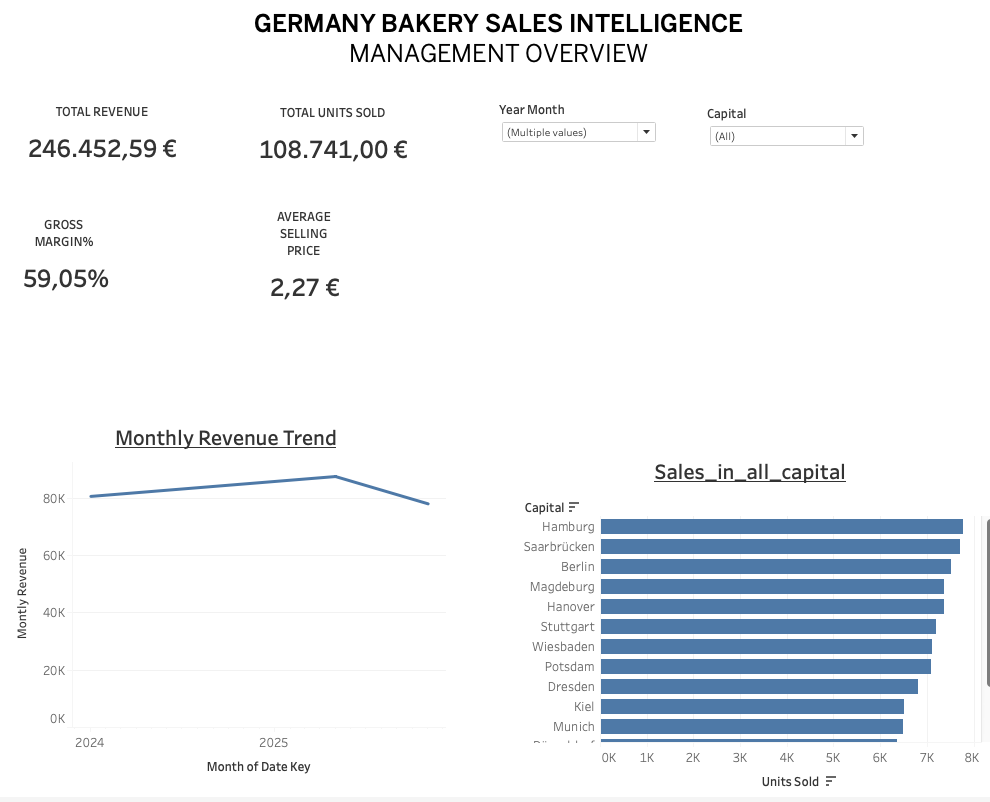 GERMANY BAKERY SALES INTELLIGENCE
MANAGEMENT OVERVIEW
TOTAL REVENUE
246.452,59 €
TOTAL UNITS SOLD
108.741,00 €
Year Month
(Multiple values)
Capital
(All)
GROSS
MARGIN%
59,05%
AVERAGE
SELLING
PRICE
2,27 €
Monthly Revenue Trend
Montly Revenue
80K
60K
40K
20K
0K
2024
2025
Month of Date Key
Sales_in_all_capital
Capital
Hamburg
Saarbrücken
Berlin
Magdeburg
Hanover
Stuttgart
Wiesbaden
Potsdam
Dresden
Kiel
Munich
0K 1K 2K 3K 4K 5K 6K 7K 8K
Units Sold